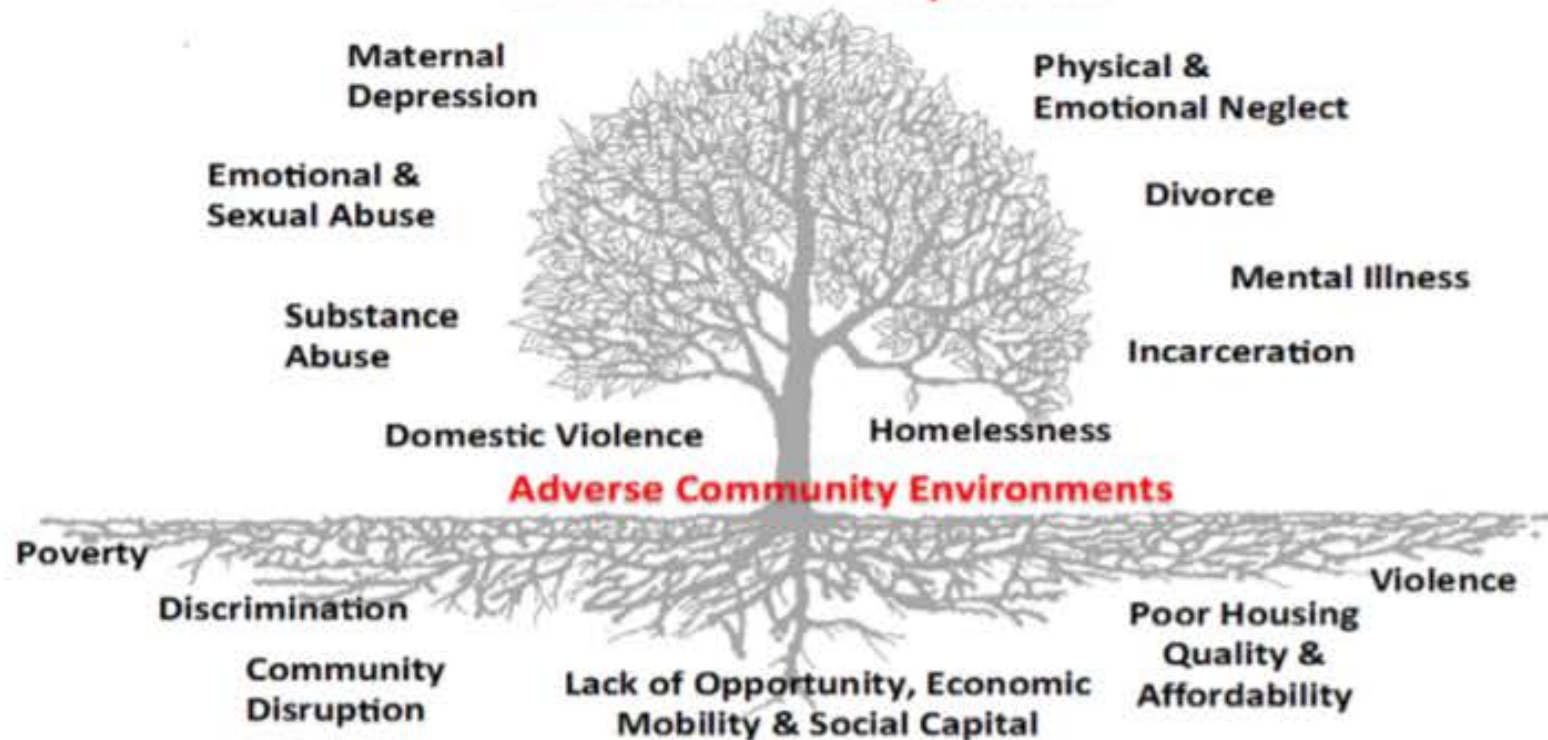 Maternal
Depression
Physical &
Emotional Neglect
Emotional &
Sexual Abuse
Divorce
Mental Illness
Substance
Abuse
Incarceration
Domestic Violence
Homelessness
Adverse Community Environments
Poverty
Violence
Discrimination
Poor Housing
Quality &
Affordability
Community
Disruption
Lack of Opportunity, Economic
Mobility & Social Capital